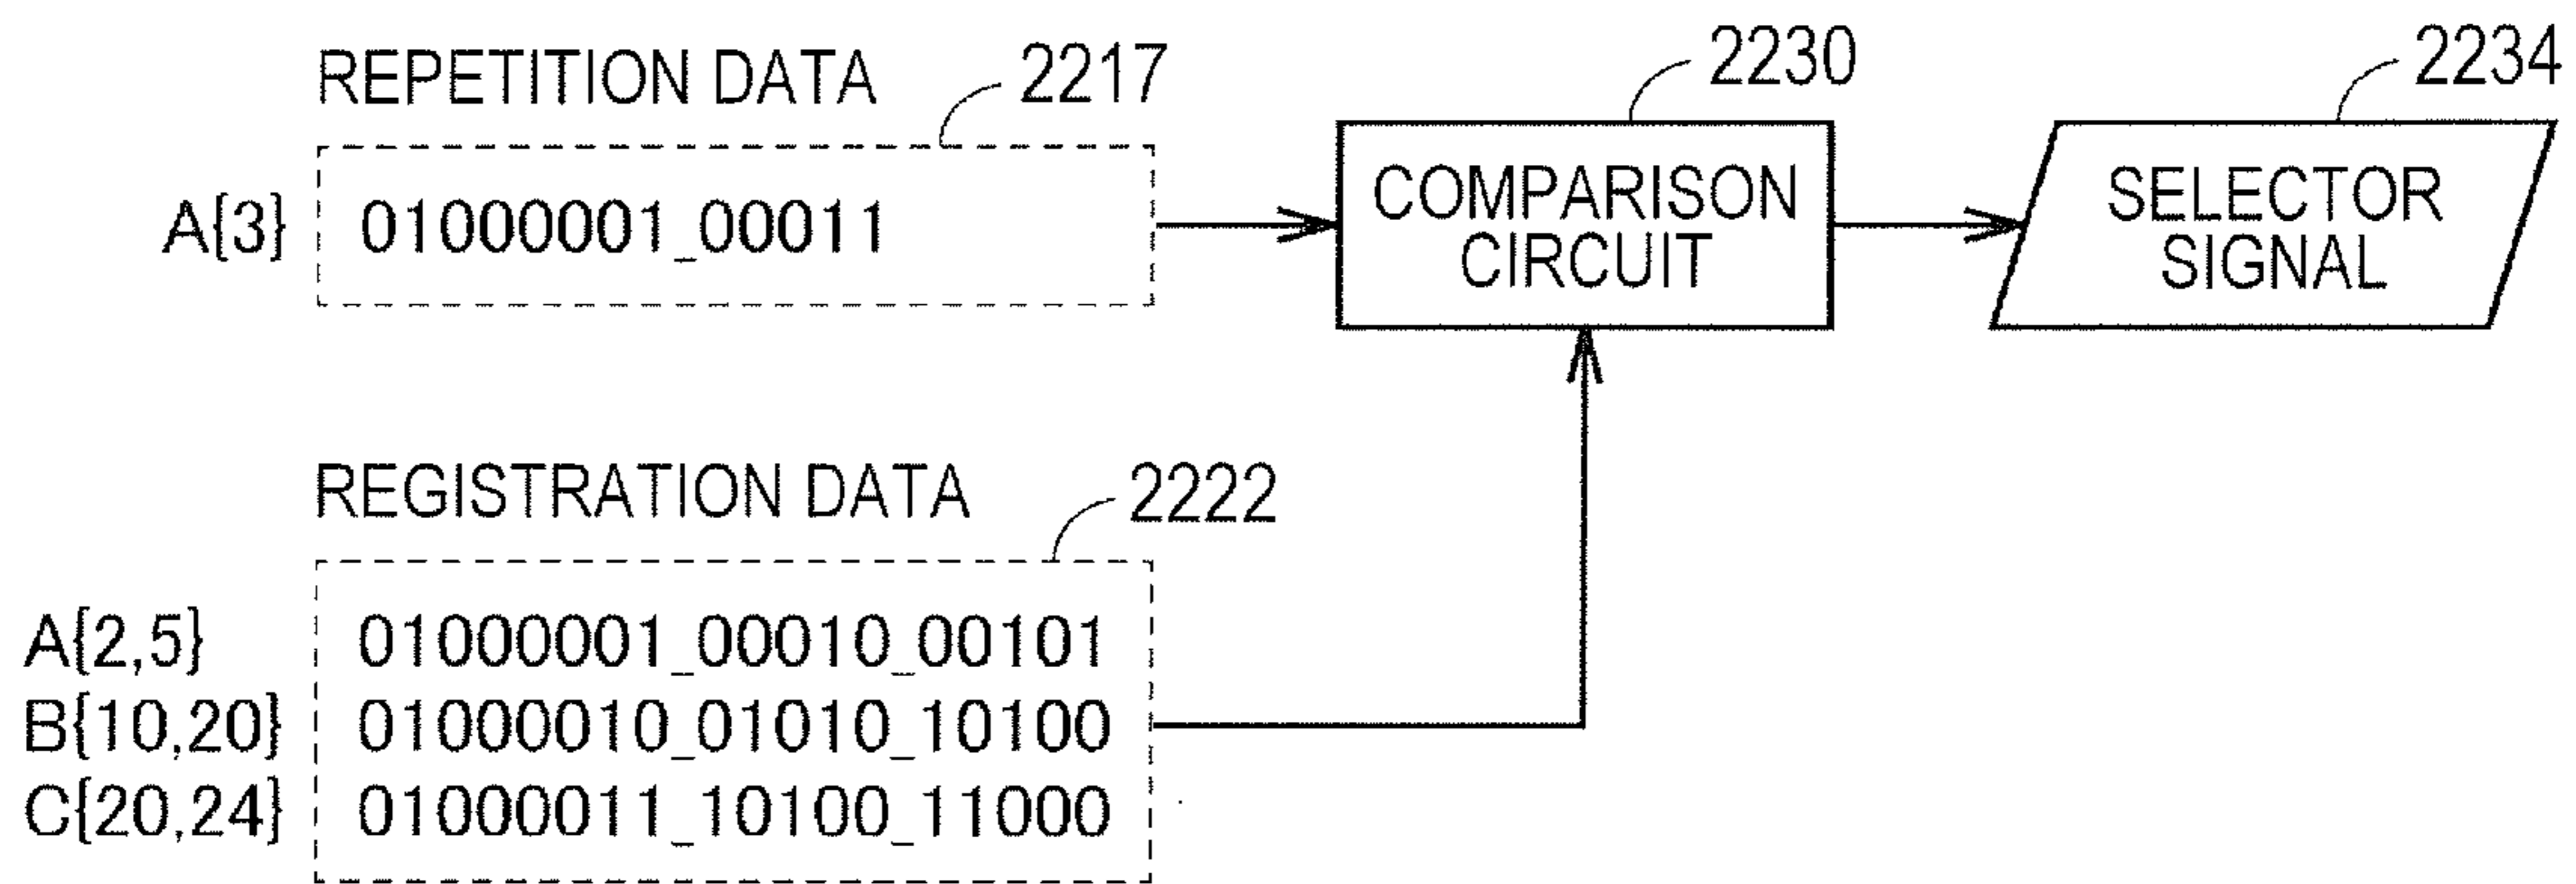 REPETITION DATA
2217
A{3}
01000001_00011
2230
COMPARISON
CIRCUIT
2234
SELECTOR
SIGNAL
REGISTRATION DATA
2222
A{2,5}
01000001_00010_00101
B{10,20}
01000010_01010_10100
C{20,24}
01000011_10100_11000